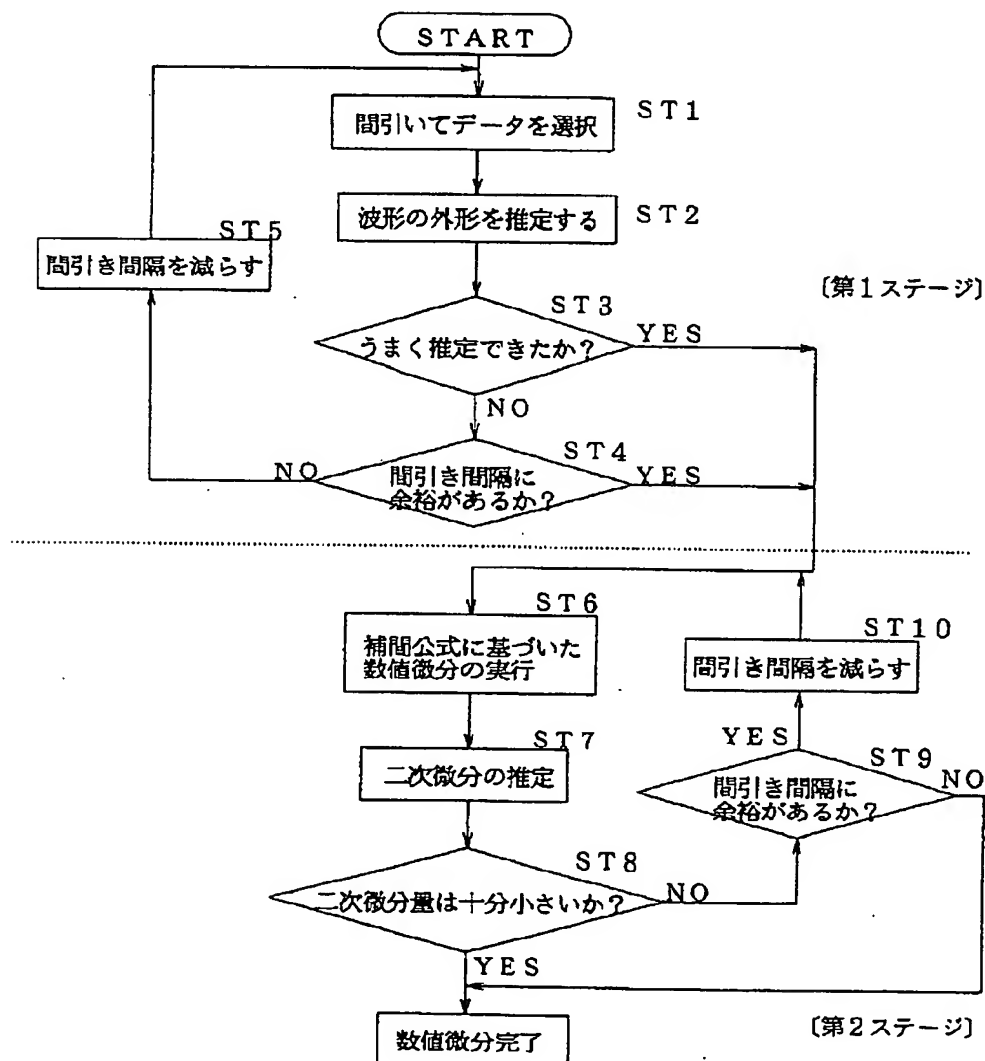 START
間引いてデータを選択
ST1
波形の外形を推定する
ST2
ST5
間引き間隔を減らす
〔第1ステージ〕
ST3
うまく推定できたか?
YES
NO
ST4
間引き間隔に
余裕があるか?
NO
YES
ST6
補間公式に基づいた
数値微分の実行
ST10
間引き間隔を減らす
ST7
二次微分の推定
YES
ST9
間引き間隔に
余裕があるか?
NO
ST8
二次微分量は十分小さいか?
NO
YES
数値微分完了
〔第2ステージ〕